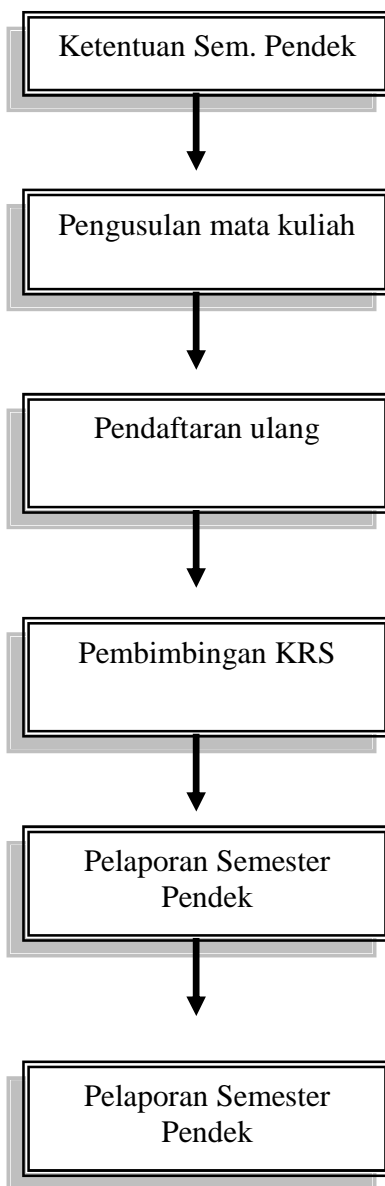 Ketentuan Sem. Pendek
Pengusulan mata kuliah
Pendaftaran ulang
Pembimbingan KRS
Pelaporan Semester
Pendek
Pelaporan Semester
Pendek